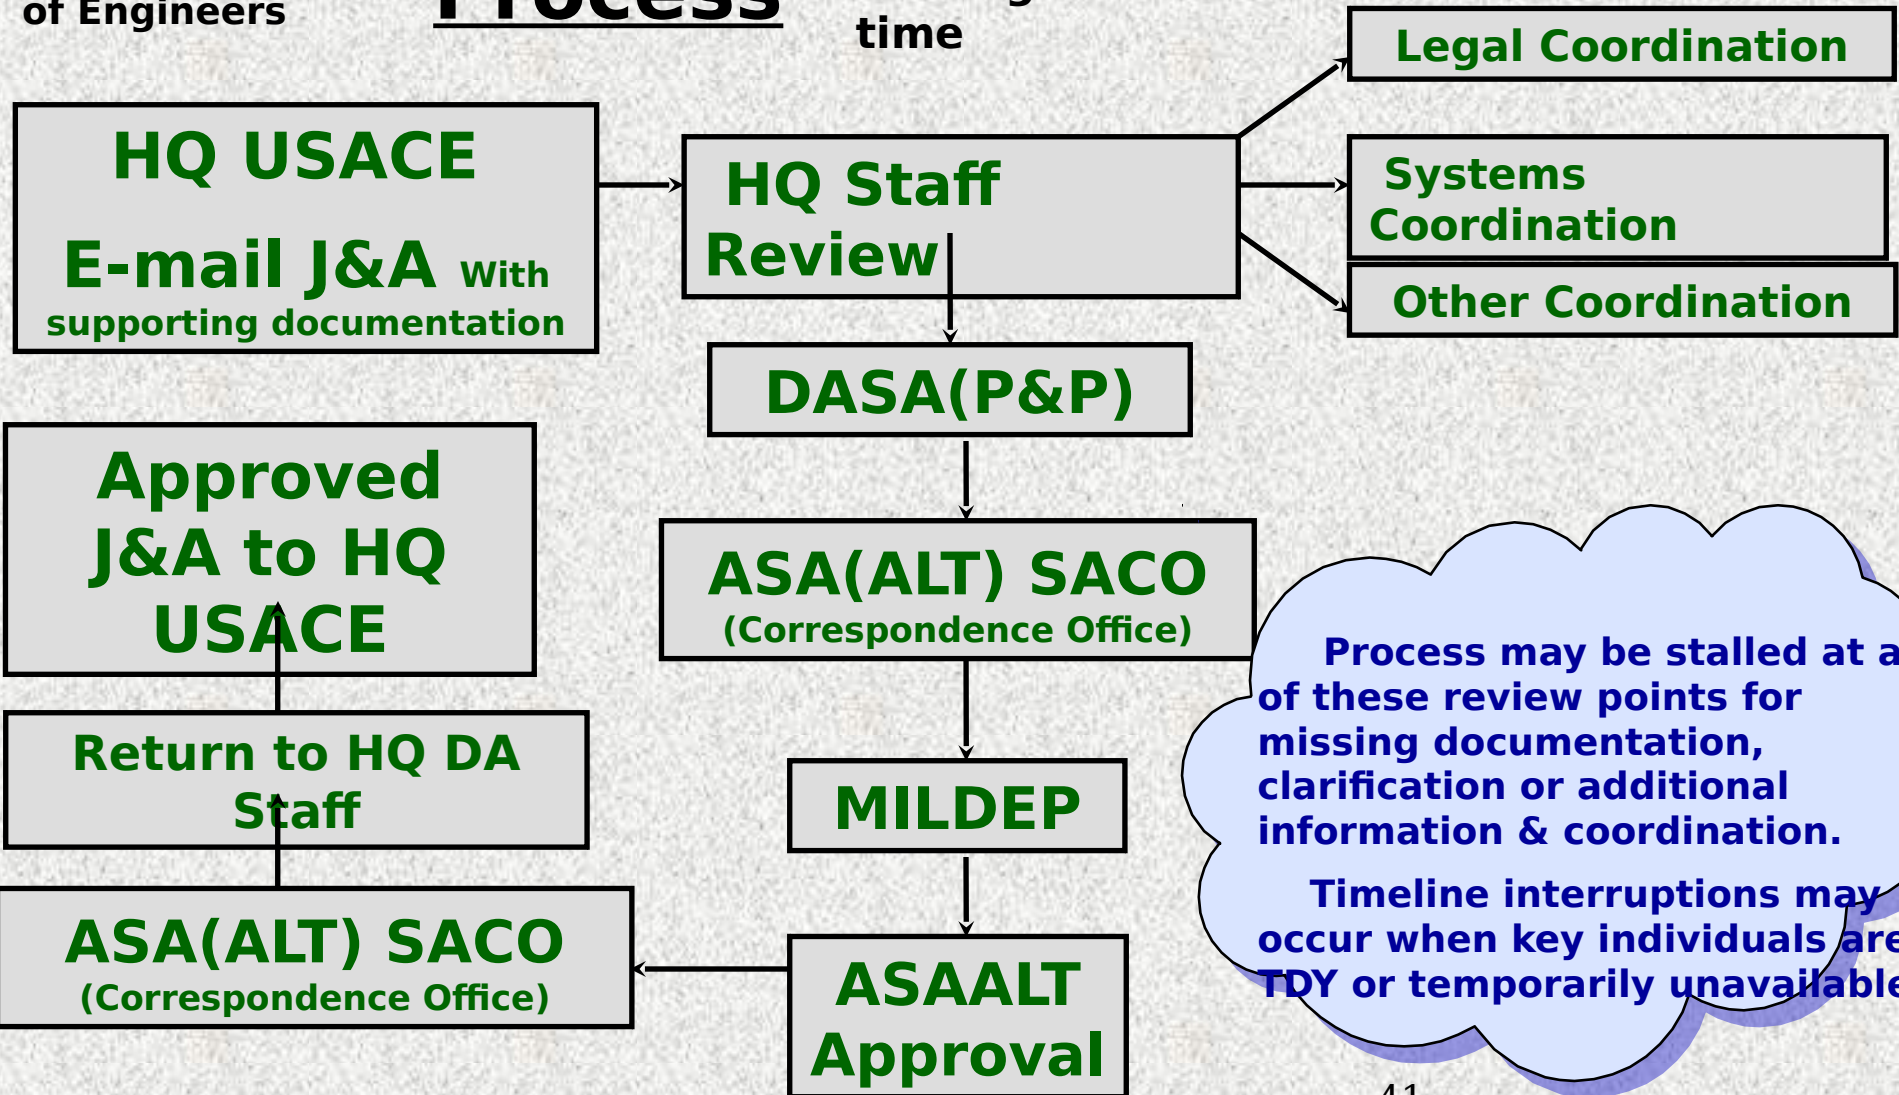 of Engineers
Process
time
Legal Coordination
HQ USACE
E-mail J&A With
supporting documentation
HQ Staff
Review
Systems
Coordination
Other Coordination
DASA(P&P)
Approved
J&A to HQ
USACE
ASA(ALT) SACO
(Correspondence Office)
Process may be stalled at
of these review points for
missing documentation,
clarification or additional
information & coordination.
Timeline interruptions may
occur when key individuals are
TDY or temporarily unavailable
Return to HQ DA
Staff
MILDEP
ASA(ALT) SACO
(Correspondence Office)
ASAALT
Approval
41